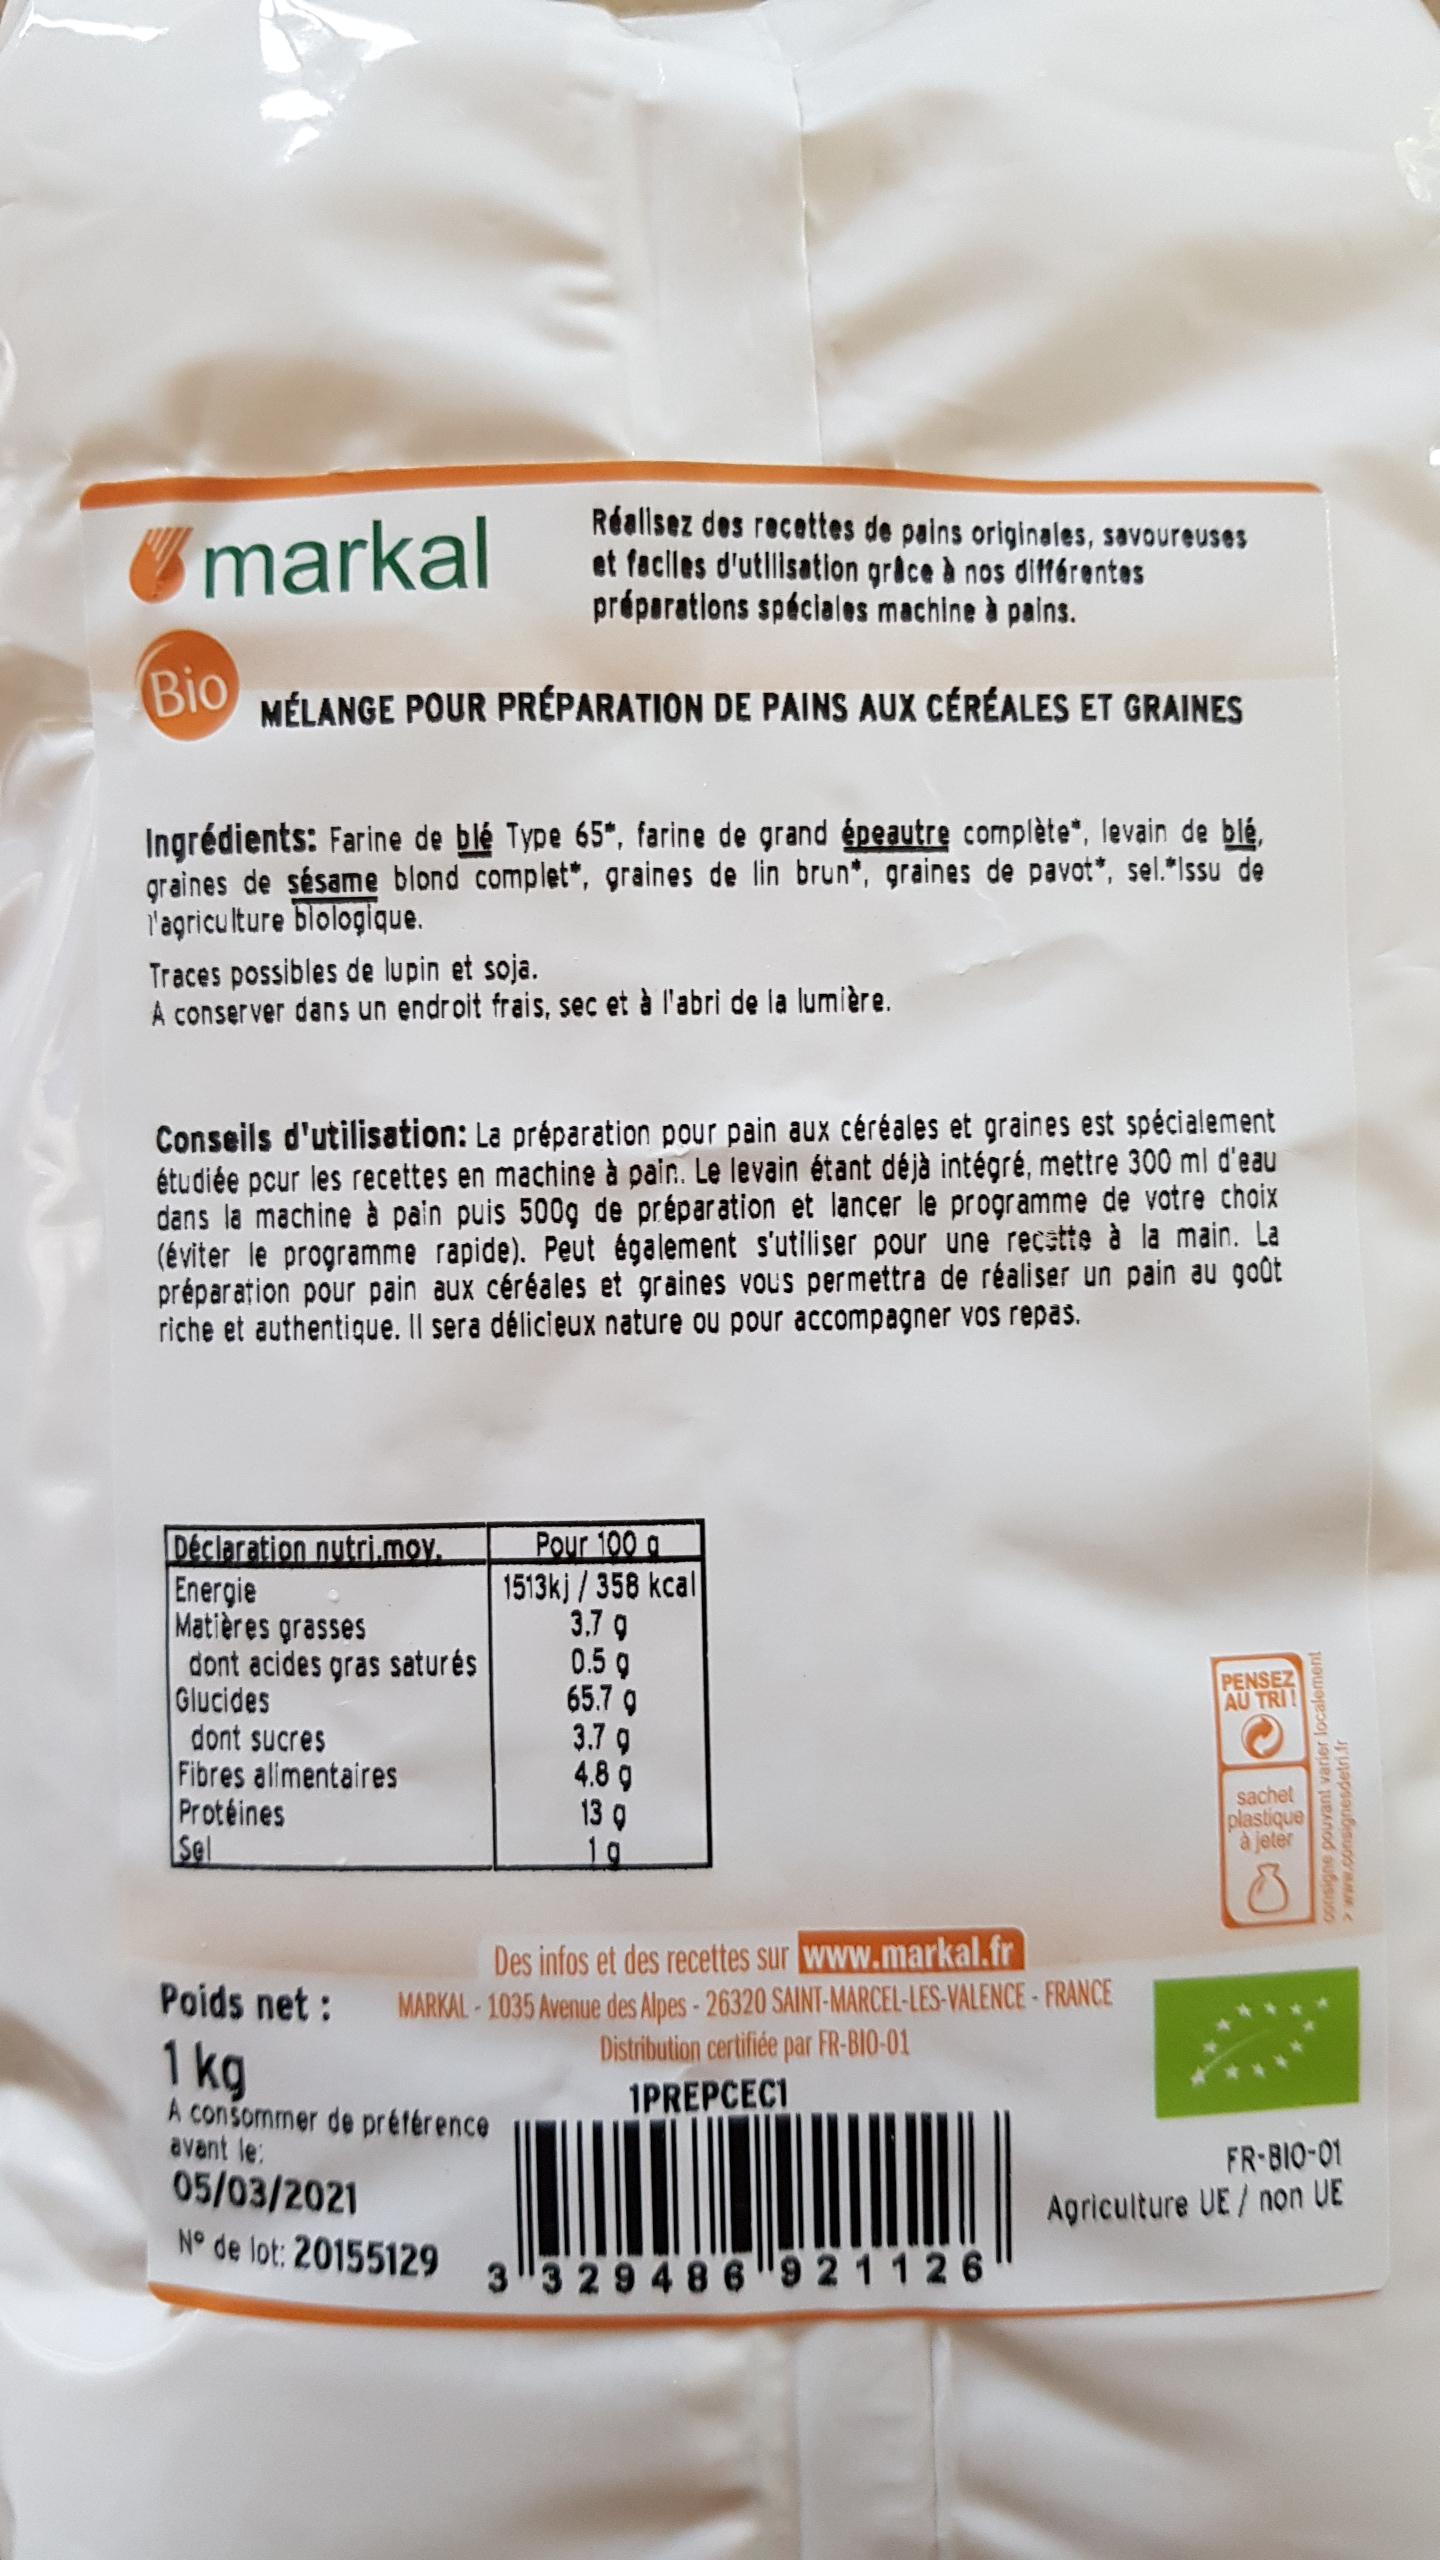 markal
Réalisez des recettes de pains originales, savoureuses
et faciles d'utilisation grâce à nos différentes
préparations spéciales machine à pains.
Bio
MÉLANGE POUR PRÉPARATION DE PAINS AUX CÉRÉALES ET GRAINES
Ingrédients: Farine de blé Type 65*, farine de grand épeautre complète*, levain de blé,
graines de sésame blond complet*, graines de lin brun*, graines de pavot*, sel.*Issu de
l'agriculture biologique.
Traces possibles de lupin et soja.
A conserver dans un endroit frais, sec et à l'abri de la lumière.
Conseils d'utilisation: La préparation pour pain aux céréales et graines est spécialement
étudiée pour les recettes en machine à pain. Le levain étant déjà intégré, mettre 300 ml d'eau
dans la machine à pain puis 500g de préparation et lancer le programme de votre choix
(éviter le programme rapide). Peut également s'utiliser pour une recette à la main. La
préparation pour pain aux céréales et graines vous permettra de réaliser un pain au goût
riche et authentique. Il sera délicieux nature ou pour accompagner vos repas.
Déclaration nutri.moy. Pour 100 g
Energie 1513kj / 358 kcal
Matières grasses 3.7 g
dont acides gras saturés 0.5 g
Glucides 65.7 g
dont sucres 3.7 g
Fibres alimentaires 4.8 g
Protéines 13 g
Sel 1 g
PENSEZ
AU TRI !
sachet
plastique
à jeter
consigne pouvant varier localement
> www.consignesdetri.fr
Des infos et des recettes sur www.markal.fr
MARKAL - 1035 Avenue des Alpes - 26320 SAINT-MARCEL-LES-VALENCE - FRANCE
Distribution certifiée par FR-BIO-01
Poids net :
1 kg
A consommer de préférence
avant le:
05/03/2021
N° de lot: 20155129
1PREPCEC1
3 329486 921126
FR-BIO-01
Agriculture UE / non UE